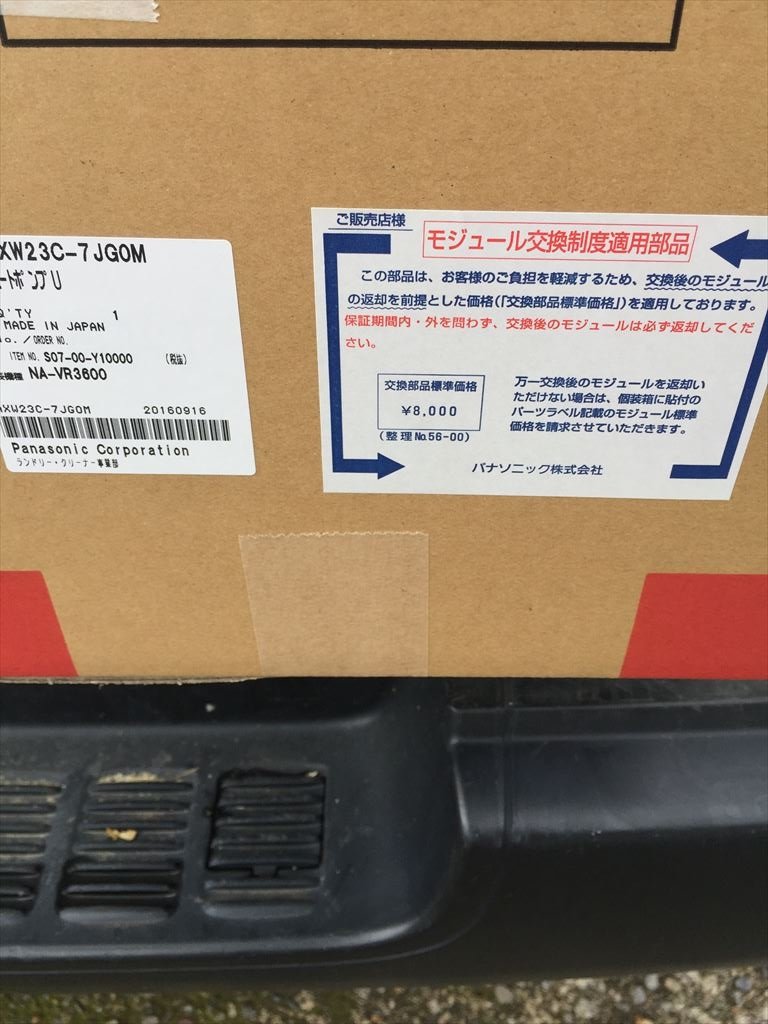 XW23C-7JG0M
ートポンプU
Q'TY 1
MADE IN JAPAN
No./ORDER NO.
ITEM NO. S07-00-Y10000 (税抜)
機種 NA-VR3600
AXW23C-7JG0M 20160916
Panasonic Corporation
ランドリー・クリーナー事業部
ご販売店様
モジュール交換制度適用部品
この部品は、お客様のご負担を軽減するため、交換後のモジュール
の返却を前提とした価格(「交換部品標準価格」)を適用しております。
保証期間内・外を問わず、交換後のモジュールは必ず返却してくだ
さい。
交換部品標準価格
¥8,000
(整理No.56-00)
万一交換後のモジュールを返却い
ただけない場合は、個装箱に貼付の
パーツラベル記載のモジュール標準
価格を請求させていただきます。
パナソニック株式会社